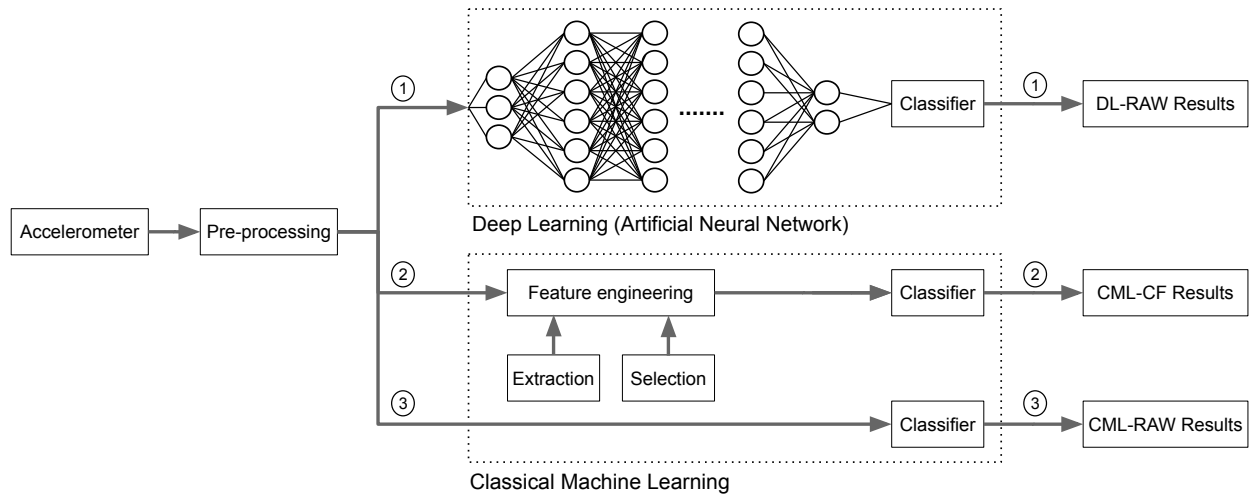 1
1
Classifier
DL-RAW Results
.......
Deep Learning (Artificial Neural Network)
Accelerometer
Pre-processing
2
2
Feature engineering
Classifier
CML-CF Results
Extraction
Selection
3
3
Classifier
CML-RAW Results
Classical Machine Learning